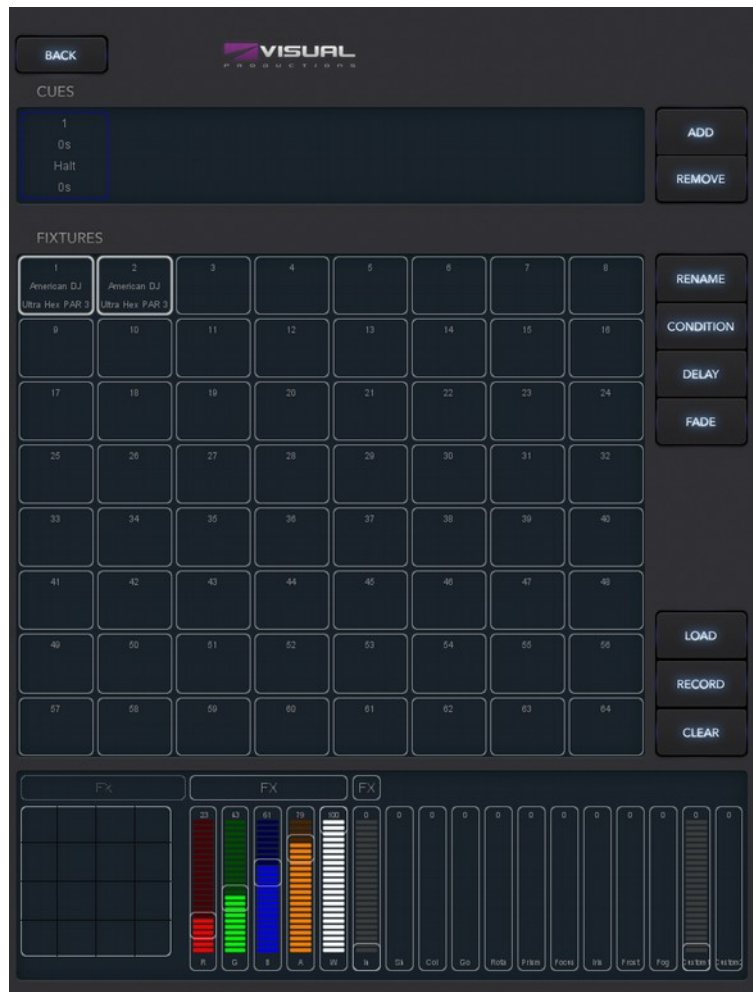 BACK
VISUAL
PRODUCTIONS
CUES
1
0s
Halt
0s
ADD
REMOVE
FIXTURES
1 2 3 4 5 6 7 8
American DJ American DJ
Ultra Hex PAR 3 Ultra Hex PAR 3
RENAME
9 10 11 12 13 14 15 16
CONDITION
DELAY
17 18 19 20 21 22 23 24
FADE
25 26 27 28 29 30 31 32
33 34 35 36 37 38 39 40
41 42 43 44 45 46 47 48
LOAD
49 50 51 52 53 54 55 56
RECORD
57 58 59 60 61 62 63 64
CLEAR
FX FX FX
23 43 61 79 100 0 0 0 0 0 0 0 0 0 0 0 0
R G B A W Col Go Rota Prism Focus Iris Frost Fog